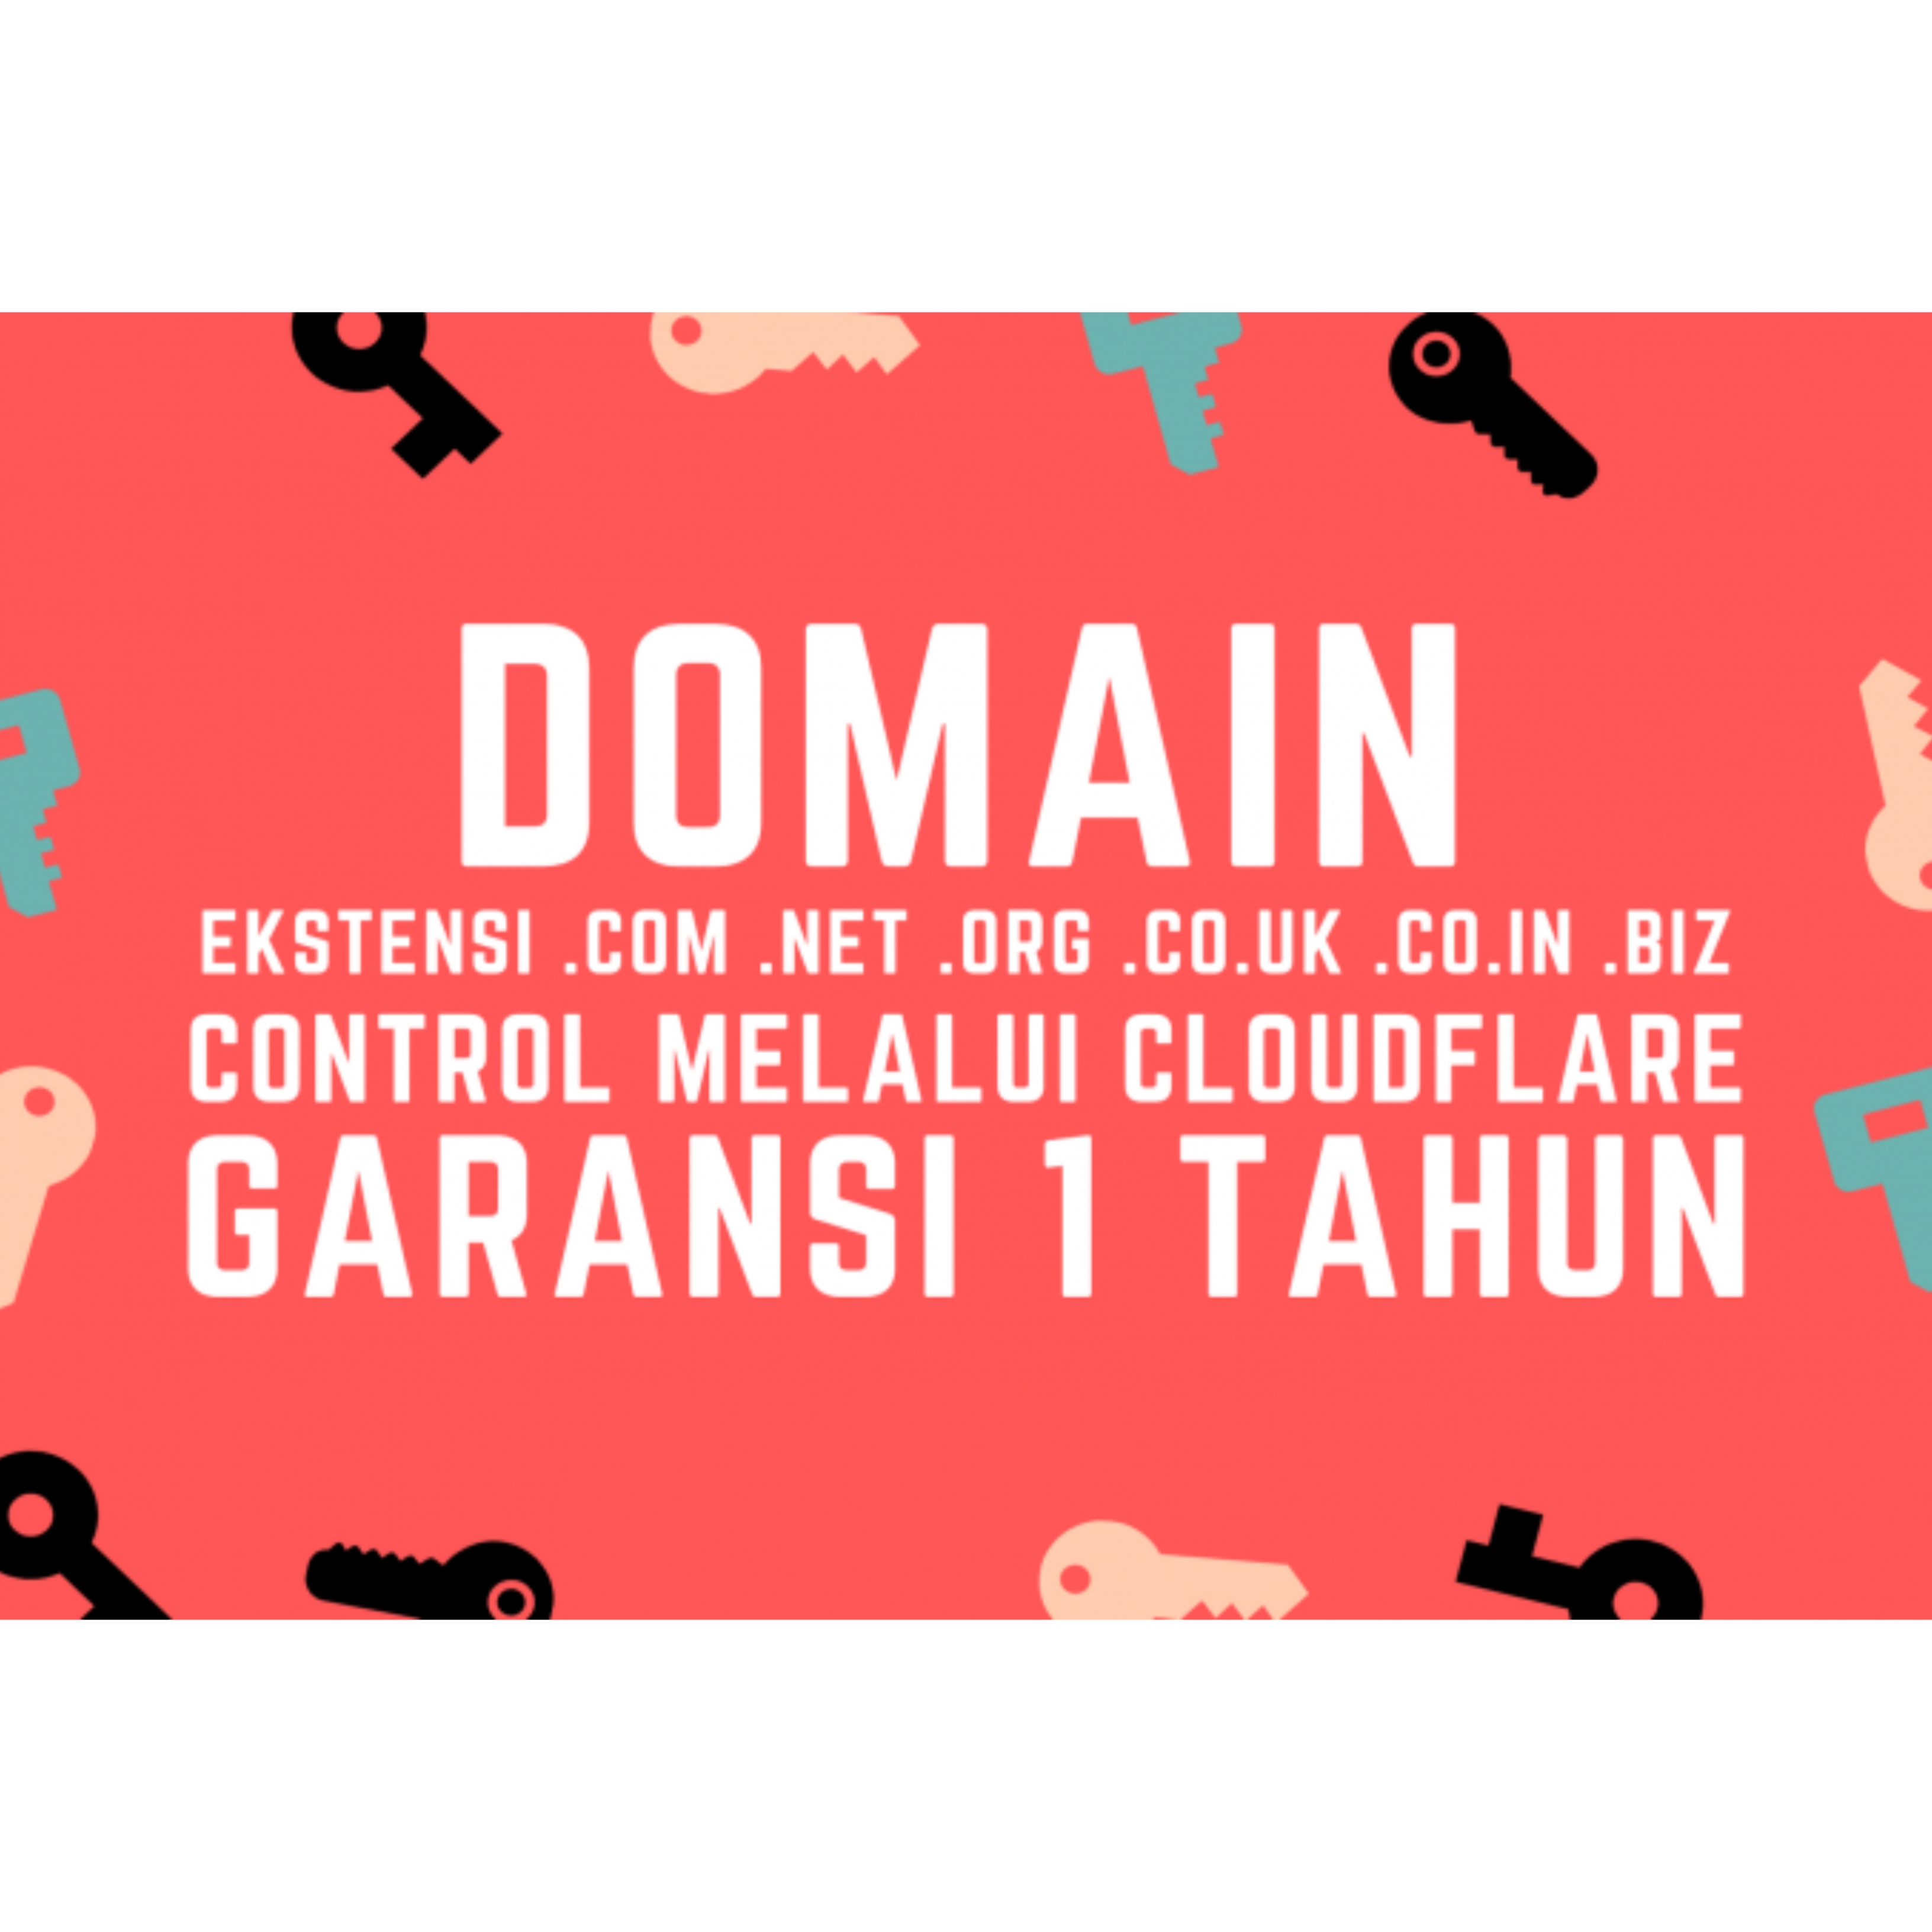 DOMAIN
EKSTENSI .COM .NET .ORG .CO.UK .CO.IN .BIZ
CONTROL MELALUI CLOUDFLARE
GARANSI 1 TAHUN